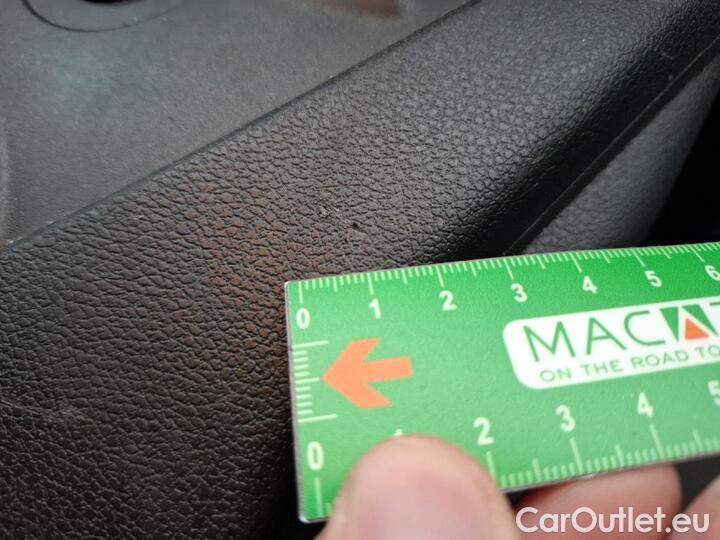 0 1 2 3 4 5 6
MAC
ON THE ROAD TO
0 1 2 3 4 5
CarOutlet.eu